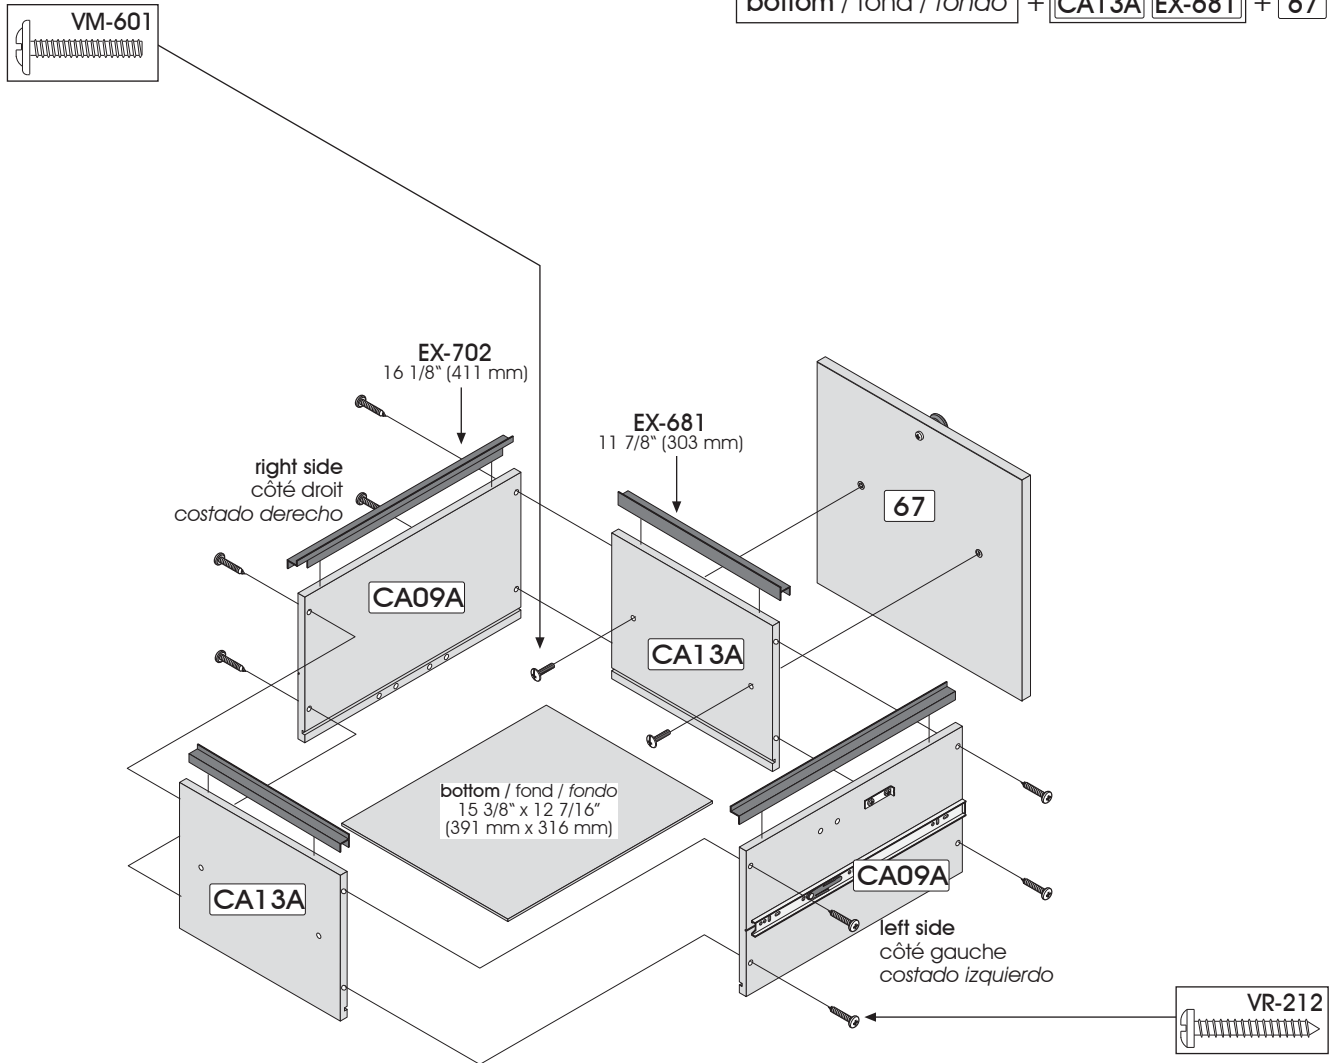 VM-601
bottom / fond / fondo + CA13A EX-681 + 67
EX-702
16 1/8“ (411 mm)
EX-681
11 7/8“ (303 mm)
right side
côté droit
costado derecho
67
CA09A
CA13A
bottom / fond / fondo
15 3/8“ x 12 7/16”
(391 mm x 316 mm)
CA13A
CA09A
left side
côté gauche
costado izquierdo
VR-212